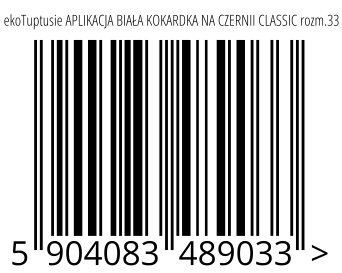 ekoTuptusie APLIKACJA BIAŁA KOKARDKA NA CZERNII CLASSIC rozm.33
5 904083 489033 >